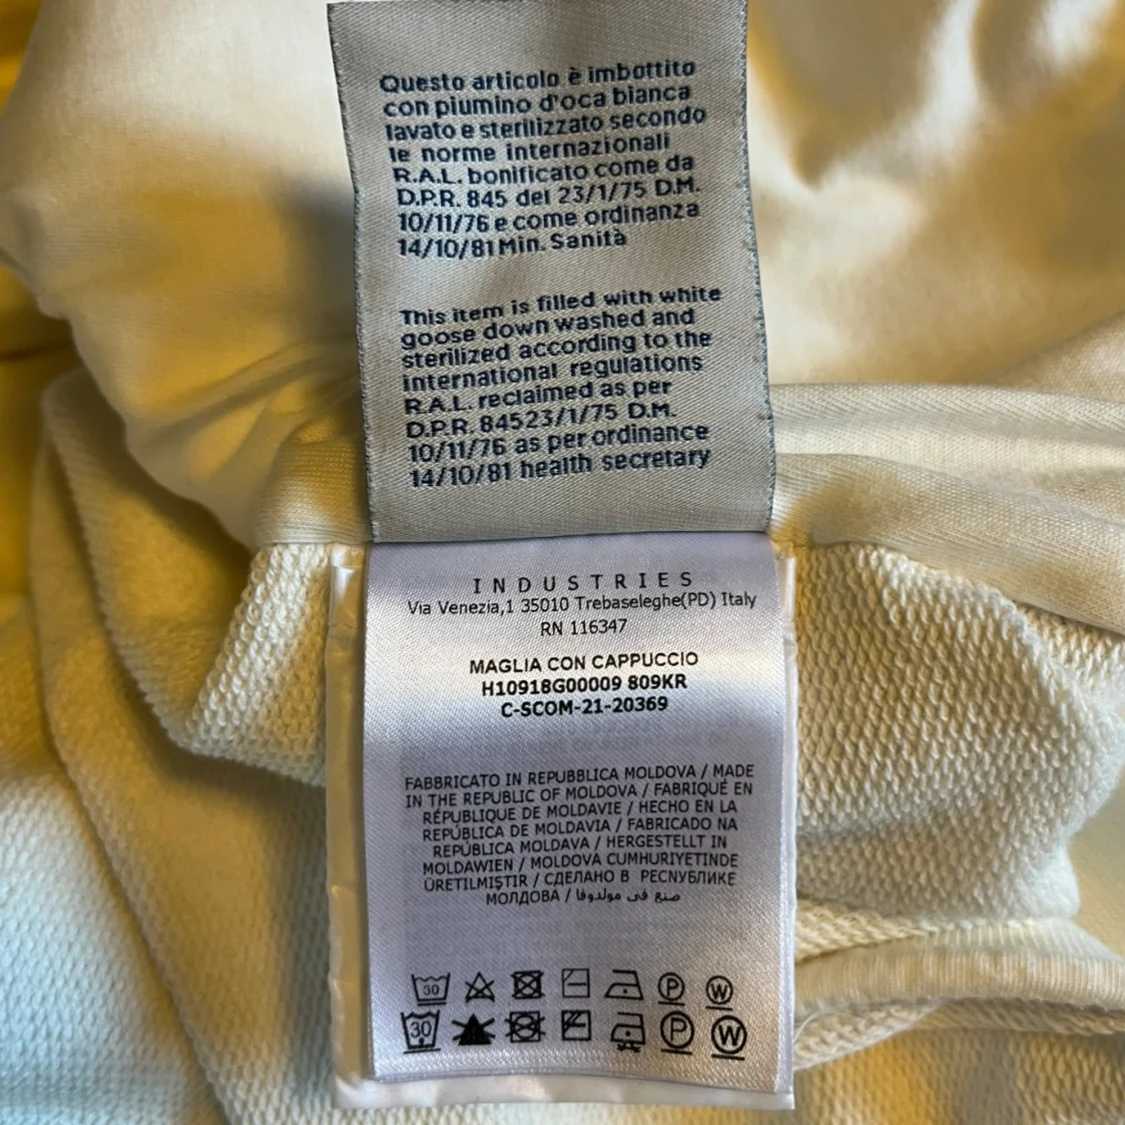 Questo articolo è imbottito
con piumino d'oca bianca
lavato e sterilizzato secondo
le norme internazionali
R.A.L. bonificato come da
D.P.R. 845 del 23/1/75 D.M.
10/11/76 e come ordinanza
14/10/81 Min. Sanità
This item is filled with white
goose down washed and
sterilized according to the
international regulations
R.A.L. reclaimed as per
D.P.R. 84523/1/75 D.M.
10/11/76 as per ordinance
14/10/81 health secretary
INDUSTRIES
Via Venezia,1 35010 Trebaseleghe(PD) Italy
RN 116347
MAGLIA CON CAPPUCCIO
H10918G00009 809KR
C-SCOM-21-20369
FABBRICATO IN REPUBBLICA MOLDOVA / MADE
IN THE REPUBLIC OF MOLDOVA / FABRIQUÉ EN
RÉPUBLIQUE DE MOLDAVIE / HECHO EN LA
REPÚBLICA DE MOLDAVIA / FABRICADO NA
REPÚBLICA MOLDAVA / HERGESTELLT IN
MOLDAWIEN / MOLDOVA CUMHURIYETINDE
ÜRETILMIŞTIR / СДЕЛАНО В РЕСПУБЛИКЕ
МОЛДОВА / صنع في مولدوفا
30 P W
30 P W